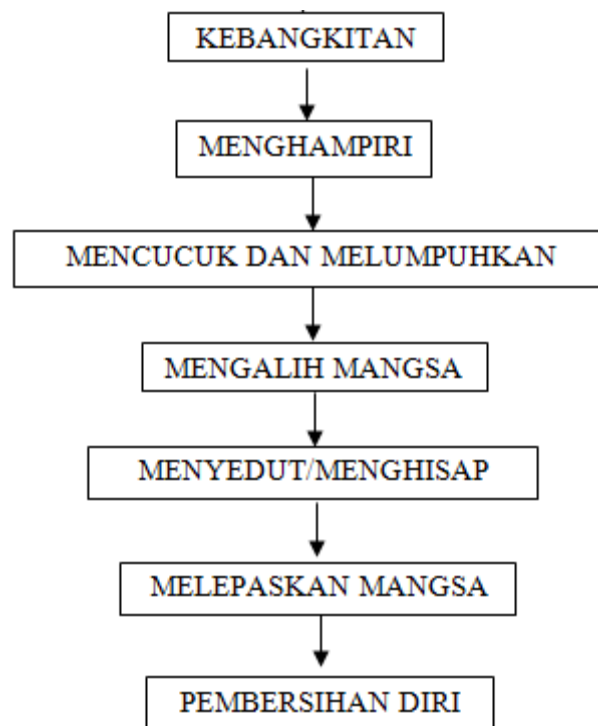 KEBANGKITAN
MENGHAMPIRI
MENCUCUK DAN MELUMPUHKAN
MENGALIH MANGSA
MENYEDUT/MENGHISAP
MELEPASKAN MANGSA
PEMBERSIHAN DIRI